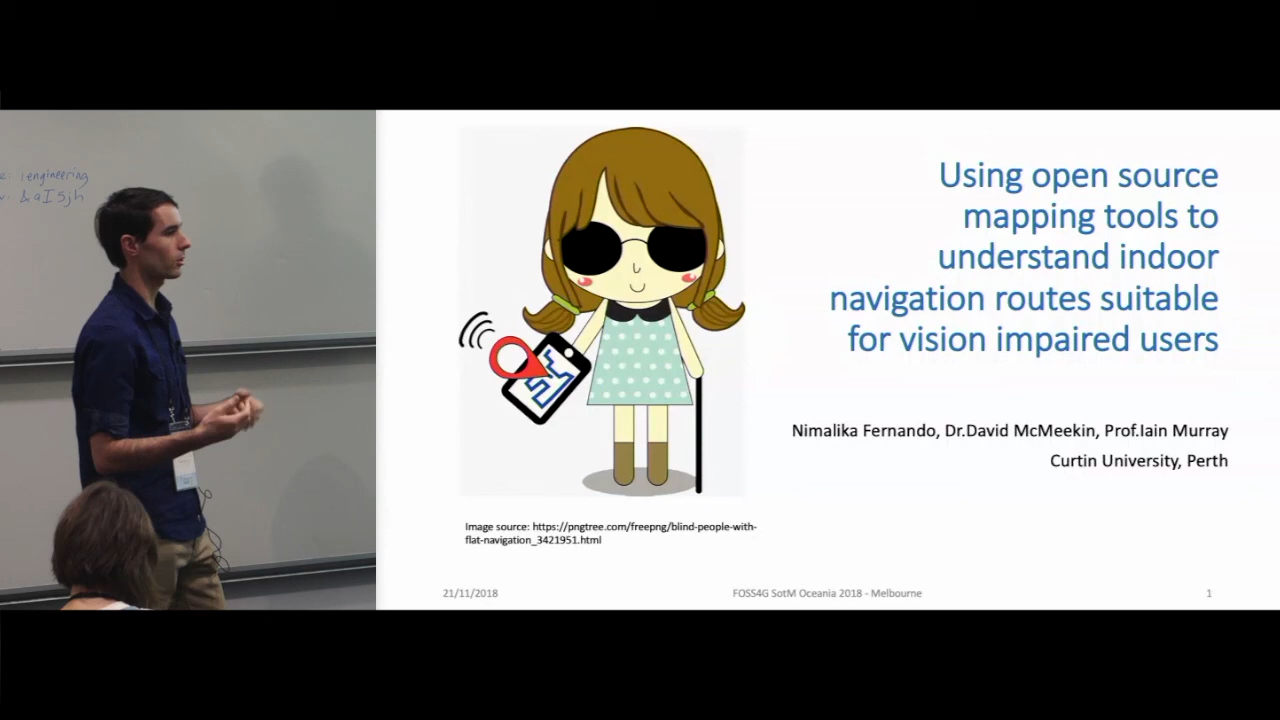 rengineering
&aI5jh
Using open source
mapping tools to
understand indoor
navigation routes suitable
for vision impaired users
Nimalika Fernando, Dr.David McMeekin, Prof.Iain Murray
Curtin University, Perth
Image source: https://pngtree.com/freepng/blind-people-with-
flat-navigation_3421951.html
21/11/2018
FOSS4G SotM Oceania 2018 - Melbourne
1